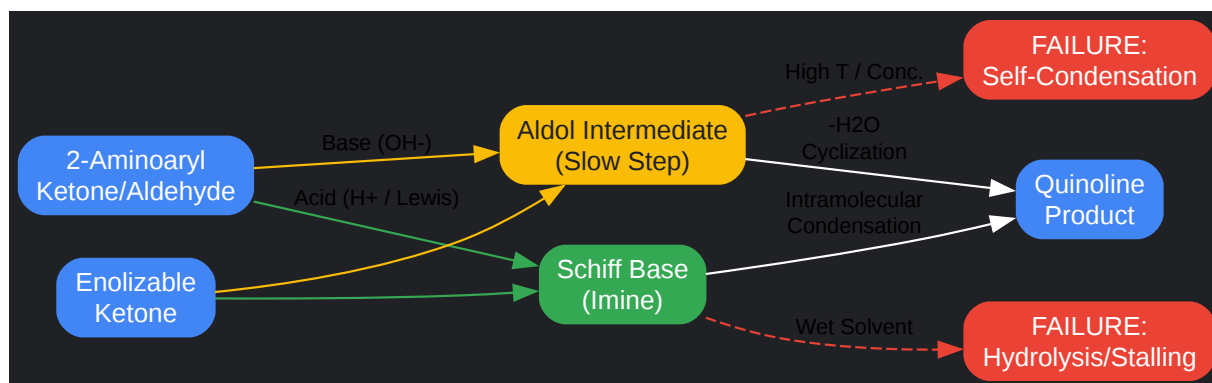 FAILURE:
Self-Condensation
High T / Conc.
Aldol Intermediate
(Slow Step)
-H2O
Cyclization
Base (OH-)
2-Aminoaryl
Ketone/Aldehyde
Quinoline
Product
Acid (H+ / Lewis)
Intramolecular
Condensation
Enolizable
Ketone
Schiff Base
(Imine)
Wet Solvent
FAILURE:
Hydrolysis/Stalling